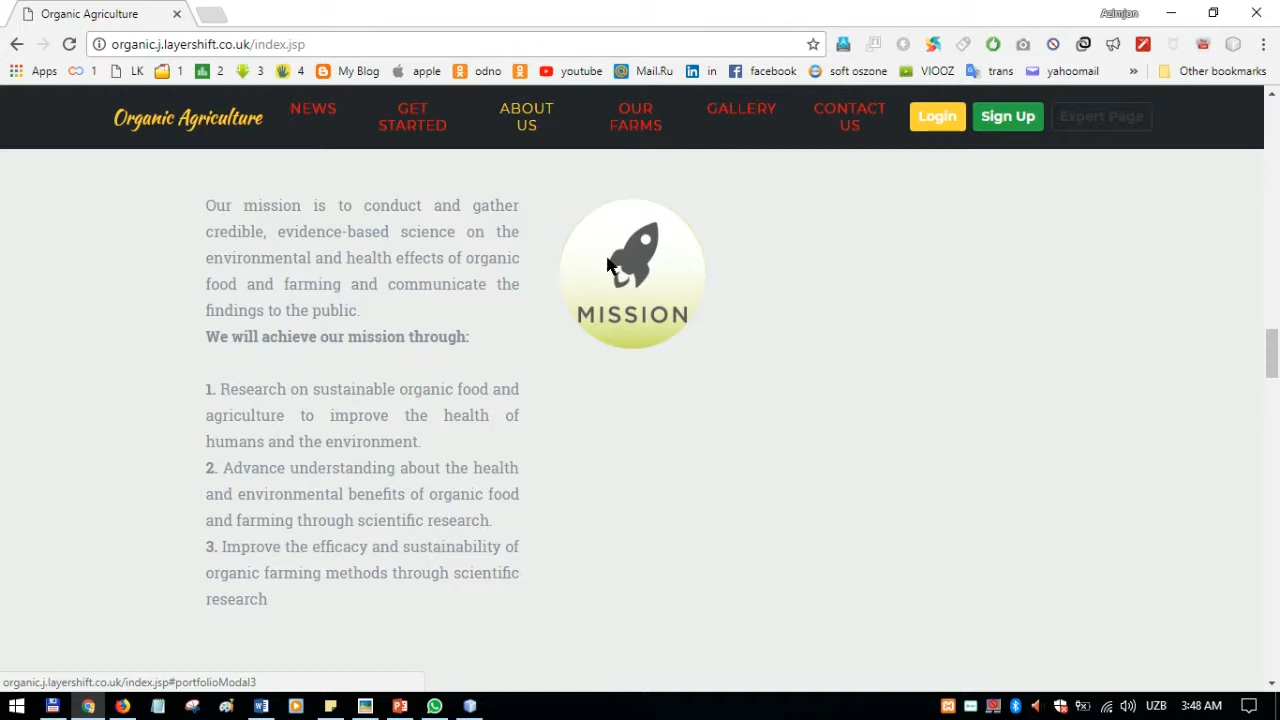 Organic Agriculture
Azimjon
organic.j.layershift.co.uk/index.jsp
Apps 1 LK 1 2 3 4 My Blog apple odno youtube Mail.Ru in facebook soft oszone VIOOZ trans yahoomail » Other bookmarks
Organic Agriculture
NEWS
GET
STARTED
ABOUT
US
OUR
FARMS
GALLERY
CONTACT
US
Login
Sign Up
Expert Page
Our mission is to conduct and gather
credible, evidence-based science on the
environmental and health effects of organic
food and farming and communicate the
findings to the public.
We will achieve our mission through:
1. Research on sustainable organic food and
agriculture to improve the health of
humans and the environment.
2. Advance understanding about the health
and environmental benefits of organic food
and farming through scientific research.
3. Improve the efficacy and sustainability of
organic farming methods through scientific
research
MISSION
organic.j.layershift.co.uk/index.jsp#portfolioModal3
UZB 3:48 AM